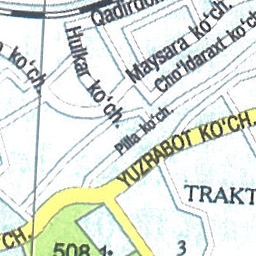 Qadirdon
ko‘ch.
Hulkar ko‘ch.
Maysara ko‘ch.
Cho‘ldaraxt ko‘ch.
Pilla ko‘ch.
YUZRABOT KO‘CH.
TRAKT
CH.
508
3